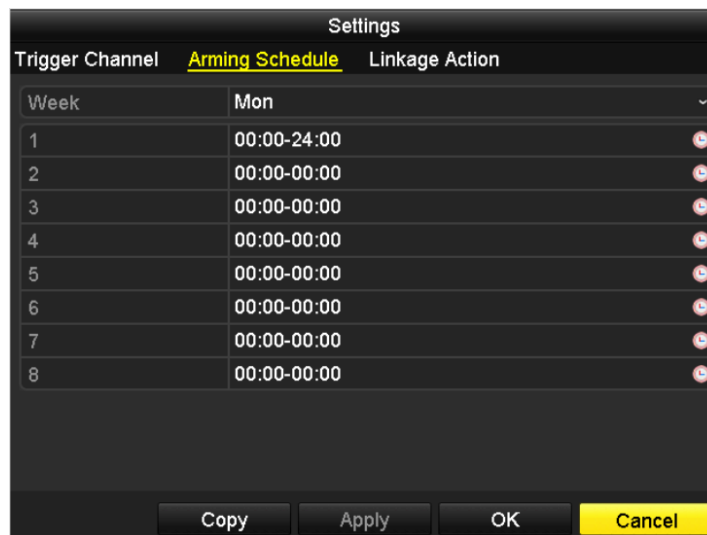 Settings
Trigger Channel Arming Schedule Linkage Action
Week Mon
1 00:00-24:00
2 00:00-00:00
3 00:00-00:00
4 00:00-00:00
5 00:00-00:00
6 00:00-00:00
7 00:00-00:00
8 00:00-00:00
Copy Apply OK Cancel